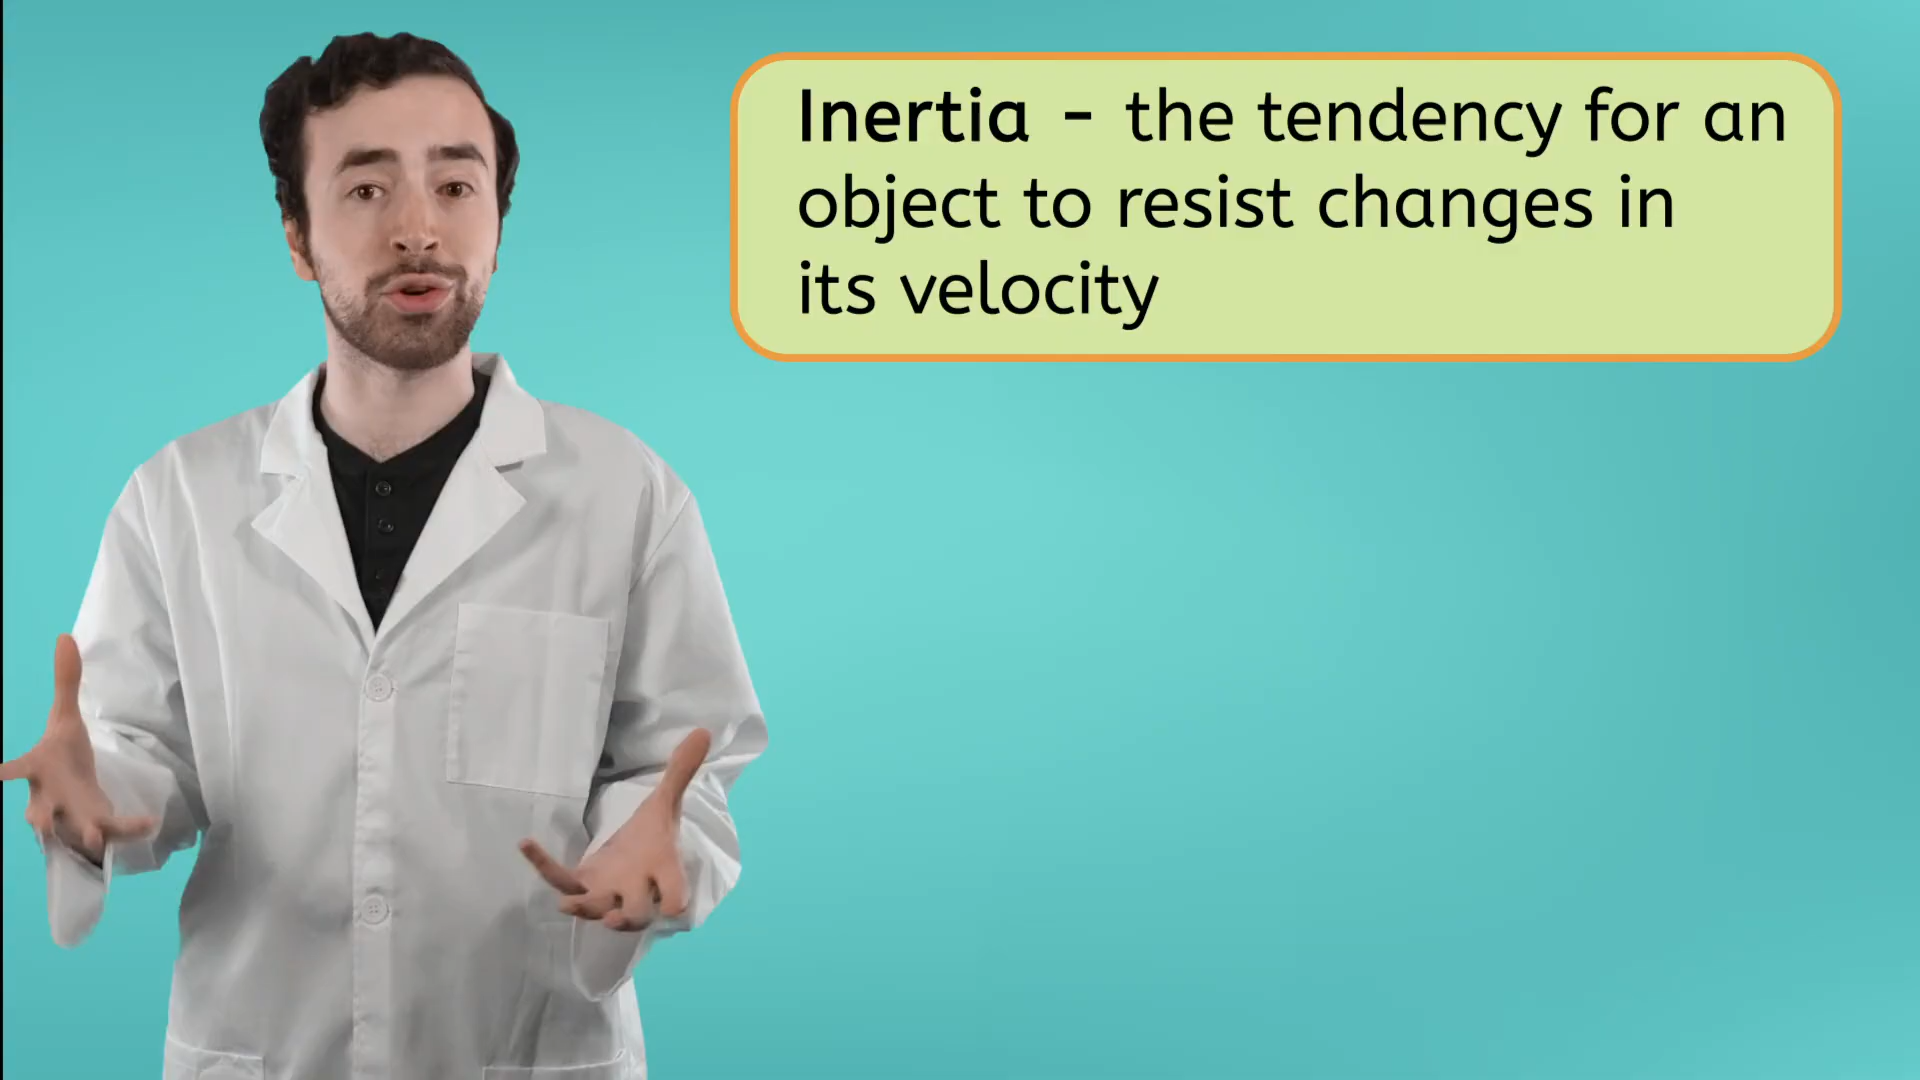 Inertia - the tendency for an
object to resist changes in
its velocity